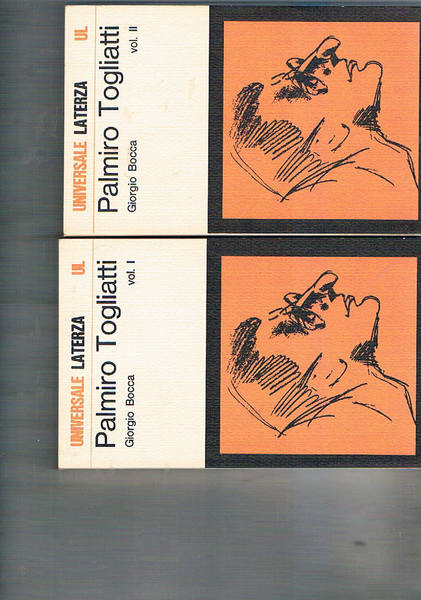 UNIVERSALE LATERZA UL
Palmiro Togliatti
vol. II
Giorgio Bocca
UNIVERSALE LATERZA UL
Palmiro Togliatti
vol. I
Giorgio Bocca